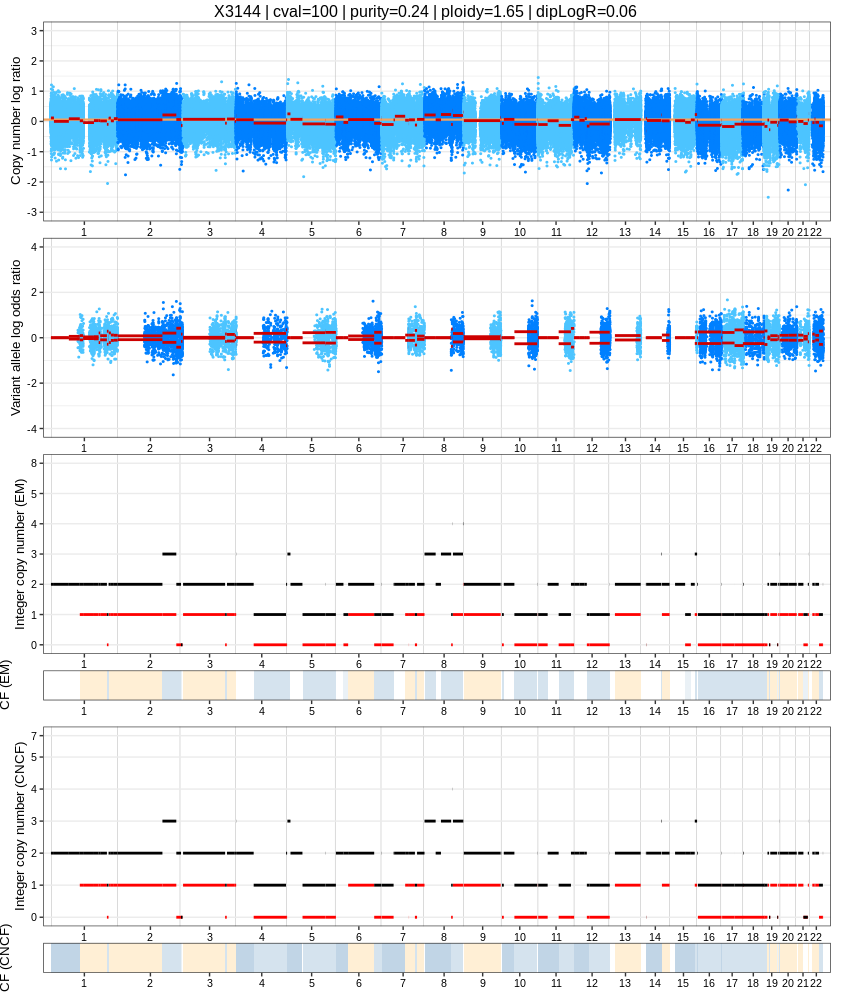 X3144 | cval=100 | purity=0.24 | ploidy=1.65 | dipLogR=0.06
Copy number log ratio
3
2
1
0
-1
-2
-3
1 2 3 4 5 6 7 8 9 10 11 12 13 14 15 16 17 18 19 20 21 22
Variant allele log odds ratio
4
2
0
-2
-4
1 2 3 4 5 6 7 8 9 10 11 12 13 14 15 16 17 18 19 20 21 22
Integer copy number (EM)
8
5
4
3
2
1
0
1 2 3 4 5 6 7 8 9 10 11 12 13 14 15 16 17 18 19 20 21 22
CF (EM)
1 2 3 4 5 6 7 8 9 10 11 12 13 14 15 16 17 18 19 20 21 22
Integer copy number (CNCF)
7
5
4
3
2
1
0
1 2 3 4 5 6 7 8 9 10 11 12 13 14 15 16 17 18 19 20 21 22
CF (CNCF)
1 2 3 4 5 6 7 8 9 10 11 12 13 14 15 16 17 18 19 20 21 22